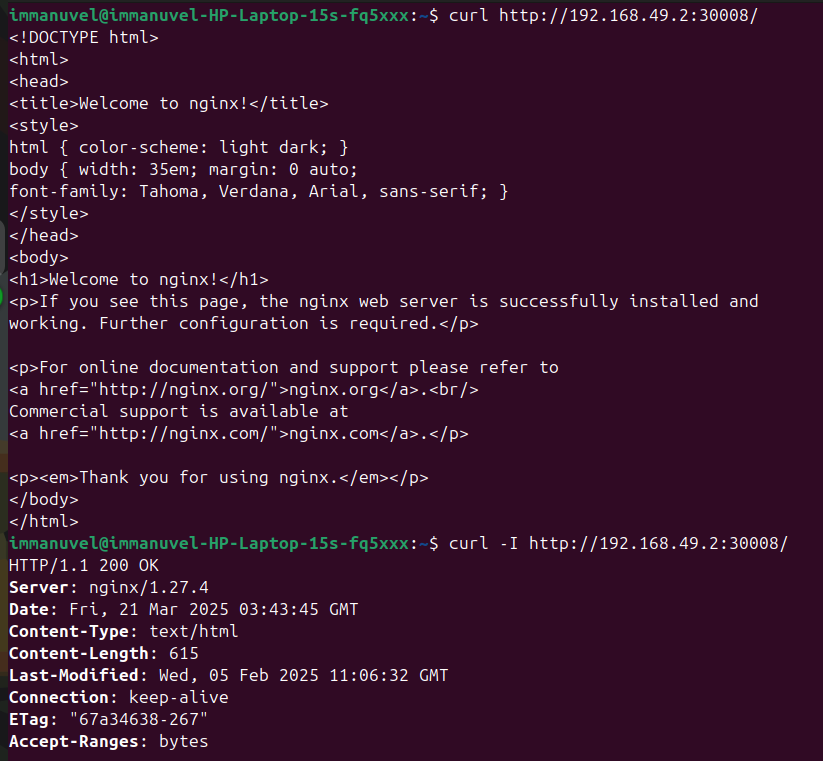 immanuvel@immanuvel-HP-Laptop-15s-fq5xxx:~$ curl http://192.168.49.2:30008/
<!DOCTYPE html>
<html>
<head>
<title>Welcome to nginx!</title>
<style>
html { color-scheme: light dark; }
body { width: 35em; margin: 0 auto;
font-family: Tahoma, Verdana, Arial, sans-serif; }
</style>
</head>
<body>
<h1>Welcome to nginx!</h1>
<p>If you see this page, the nginx web server is successfully installed and
working. Further configuration is required.</p>

<p>For online documentation and support please refer to
<a href="http://nginx.org/">nginx.org</a>.<br/>
Commercial support is available at
<a href="http://nginx.com/">nginx.com</a>.</p>

<p><em>Thank you for using nginx.</em></p>
</body>
</html>
immanuvel@immanuvel-HP-Laptop-15s-fq5xxx:~$ curl -I http://192.168.49.2:30008/
HTTP/1.1 200 OK
Server: nginx/1.27.4
Date: Fri, 21 Mar 2025 03:43:45 GMT
Content-Type: text/html
Content-Length: 615
Last-Modified: Wed, 05 Feb 2025 11:06:32 GMT
Connection: keep-alive
ETag: "67a34638-267"
Accept-Ranges: bytes